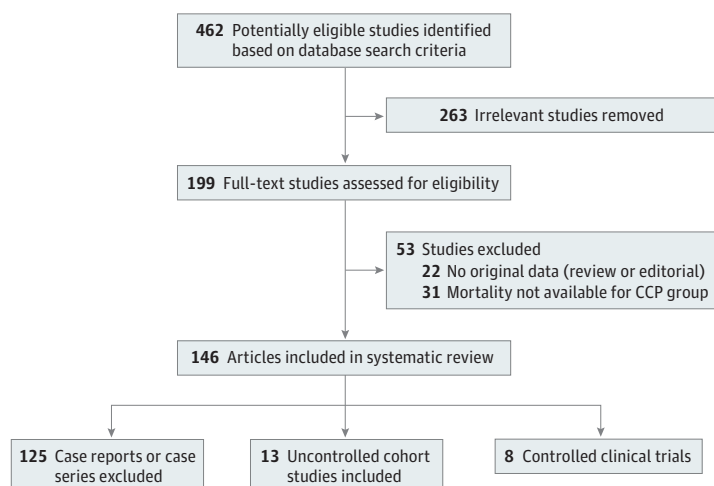 462 Potentially eligible studies identified
based on database search criteria
263 Irrelevant studies removed
199 Full-text studies assessed for eligibility
53 Studies excluded
22 No original data (review or editorial)
31 Mortality not available for CCP group
146 Articles included in systematic review
125 Case reports or case
series excluded
13 Uncontrolled cohort
studies included
8 Controlled clinical trials